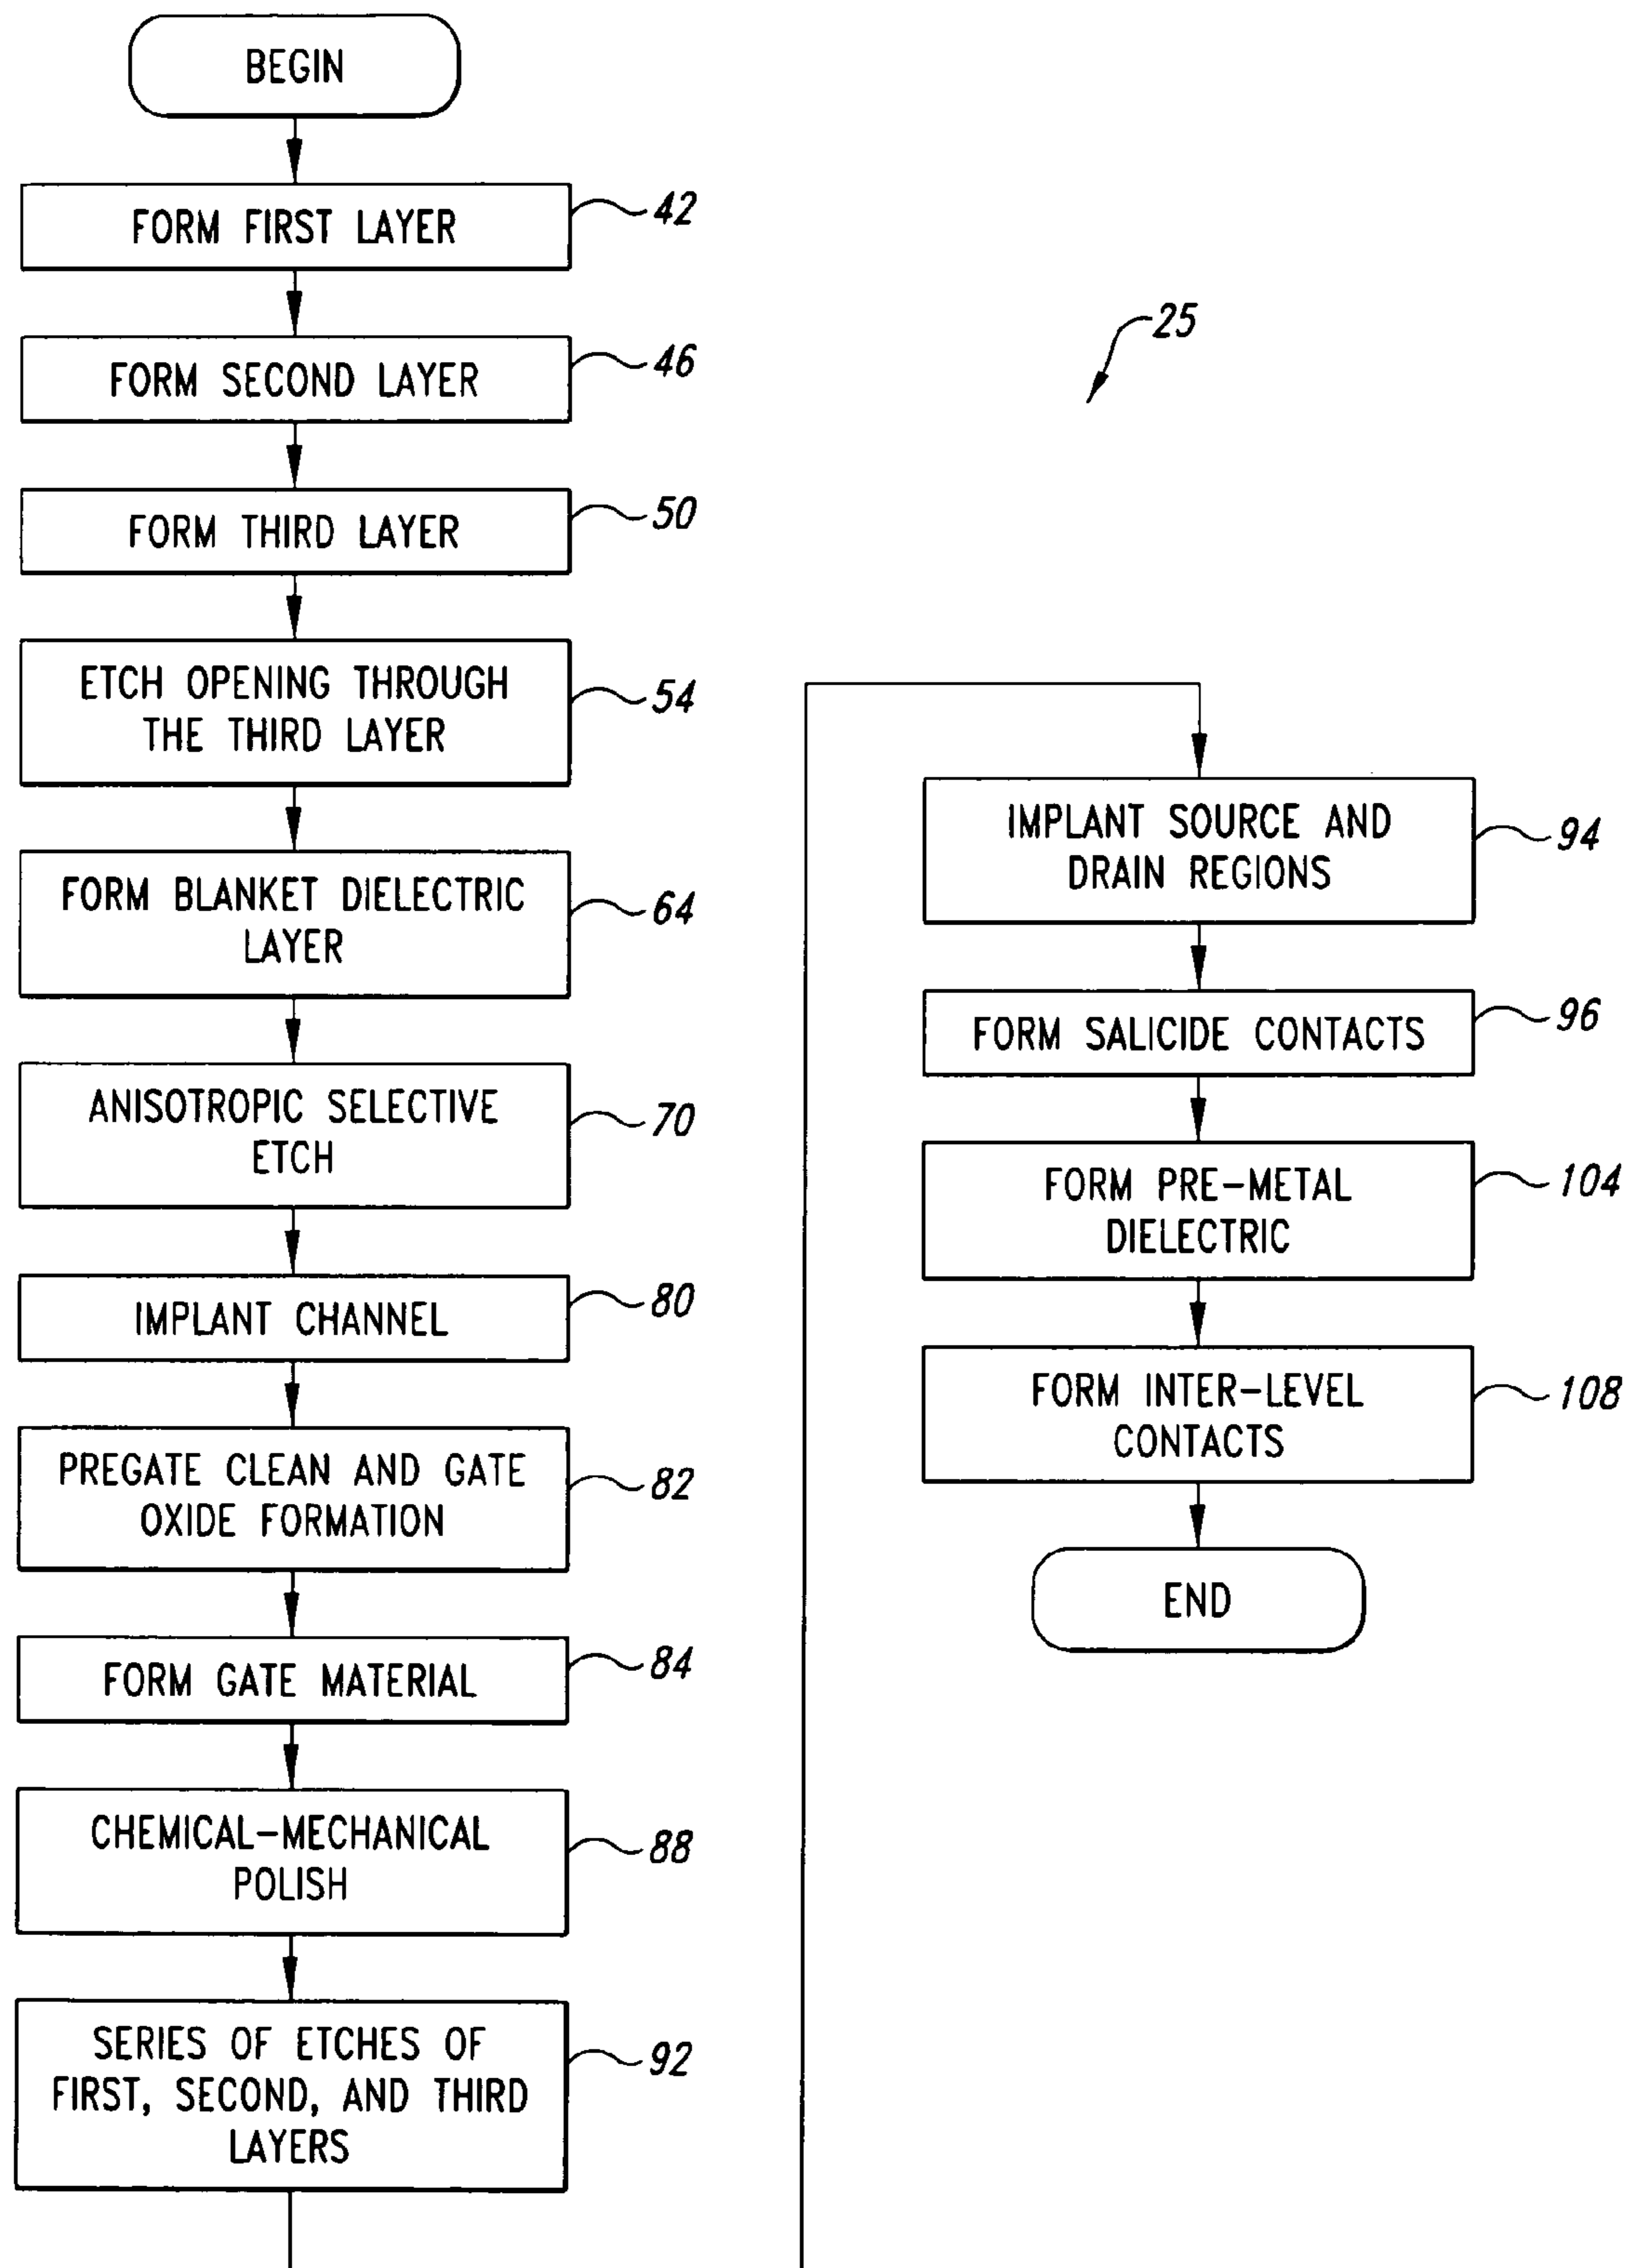 BEGIN
FORM FIRST LAYER
42
FORM SECOND LAYER
46
FORM THIRD LAYER
50
ETCH OPENING THROUGH
THE THIRD LAYER
54
FORM BLANKET DIELECTRIC
LAYER
64
ANISOTROPIC SELECTIVE
ETCH
70
IMPLANT CHANNEL
80
PREGATE CLEAN AND GATE
OXIDE FORMATION
82
FORM GATE MATERIAL
84
CHEMICAL-MECHANICAL
POLISH
88
SERIES OF ETCHES OF
FIRST, SECOND, AND THIRD
LAYERS
92
25
IMPLANT SOURCE AND
DRAIN REGIONS
94
FORM SALICIDE CONTACTS
96
FORM PRE-METAL
DIELECTRIC
104
FORM INTER-LEVEL
CONTACTS
108
END